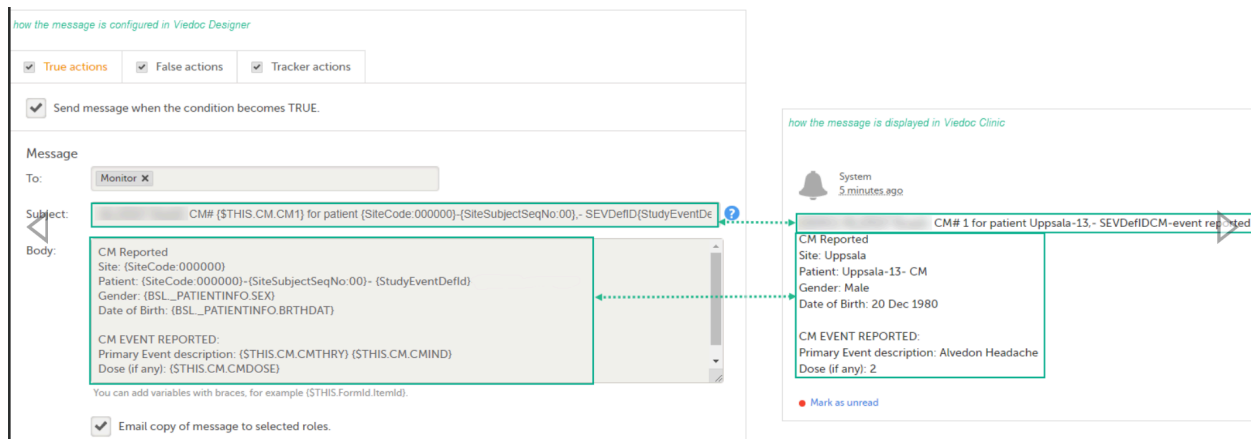 how the message is configured in Viedoc Designer
True actions
False actions
Tracker actions
Send message when the condition becomes TRUE.
Message
To:
Monitor X
Subject:
CM# {$THIS.CM.CM1} for patient {SiteCode:000000}-{SiteSubjectSeqNo:00},- SEVDefID{StudyEventDe
?
Body:
CM Reported
Site: {SiteCode:000000}
Patient: {SiteCode:000000}-{SiteSubjectSeqNo:00}- {StudyEventDefId}
Gender: {BSL._PATIENTINFO.SEX}
Date of Birth: {BSL._PATIENTINFO.BRTHDAT}
CM EVENT REPORTED:
Primary Event description: {$THIS.CM.CMTHRY} {$THIS.CM.CMIND}
Dose (if any): {$THIS.CM.CMDOSE}
You can add variables with braces, for example {$THIS.FormId.ItemId}.
Email copy of message to selected roles.
how the message is displayed in Viedoc Clinic
System
5 minutes ago
CM# 1 for patient Uppsala-13,- SEVDefIDCM-event reported
CM Reported
Site: Uppsala
Patient: Uppsala-13- CM
Gender: Male
Date of Birth: 20 Dec 1980
CM EVENT REPORTED:
Primary Event description: Alvedon Headache
Dose (if any): 2
Mark as unread